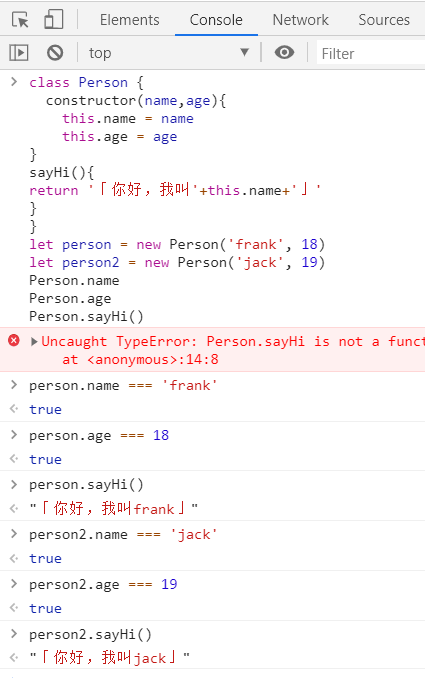 Elements Console Network Sources
top Filter
class Person {
constructor(name,age){
this.name = name
this.age = age
}
sayHi(){
return '「你好，我叫'+this.name+'」'
}
}
let person = new Person('frank', 18)
let person2 = new Person('jack', 19)
Person.name
Person.age
Person.sayHi()
Uncaught TypeError: Person.sayHi is not a funct
at <anonymous>:14:8
person.name === 'frank'
true
person.age === 18
true
person.sayHi()
"「你好，我叫frank」"
person2.name === 'jack'
true
person2.age === 19
true
person2.sayHi()
"「你好，我叫jack」"